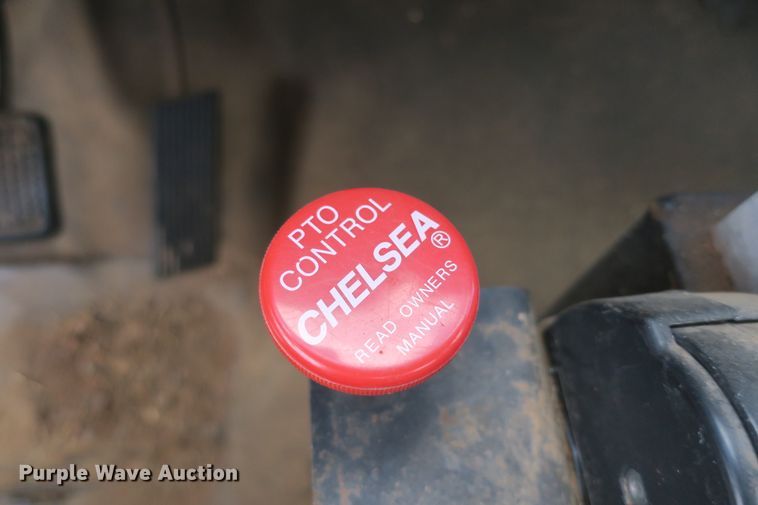 PTO
CONTROL
CHELSEA®
READ OWNERS
MANUAL
Purple Wave Auction